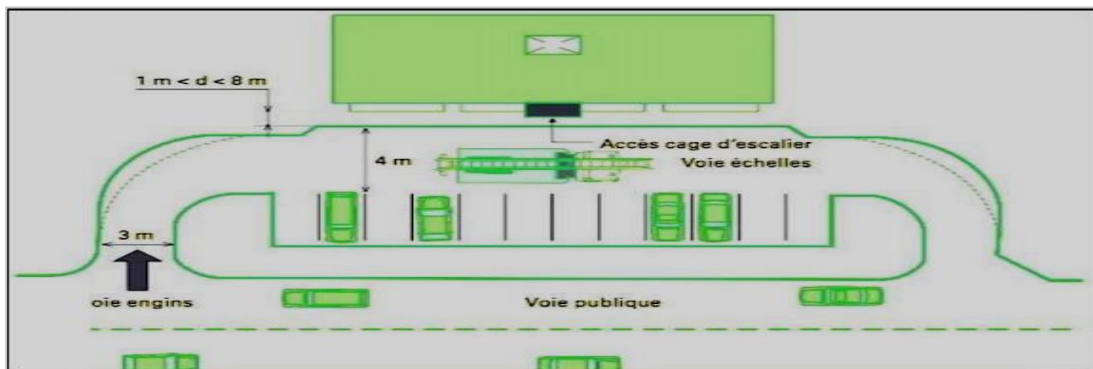 1 m < d < 8 m
Accès cage d'escalier
4 m
Voie échelles
3 m
oie engins
Voie publique